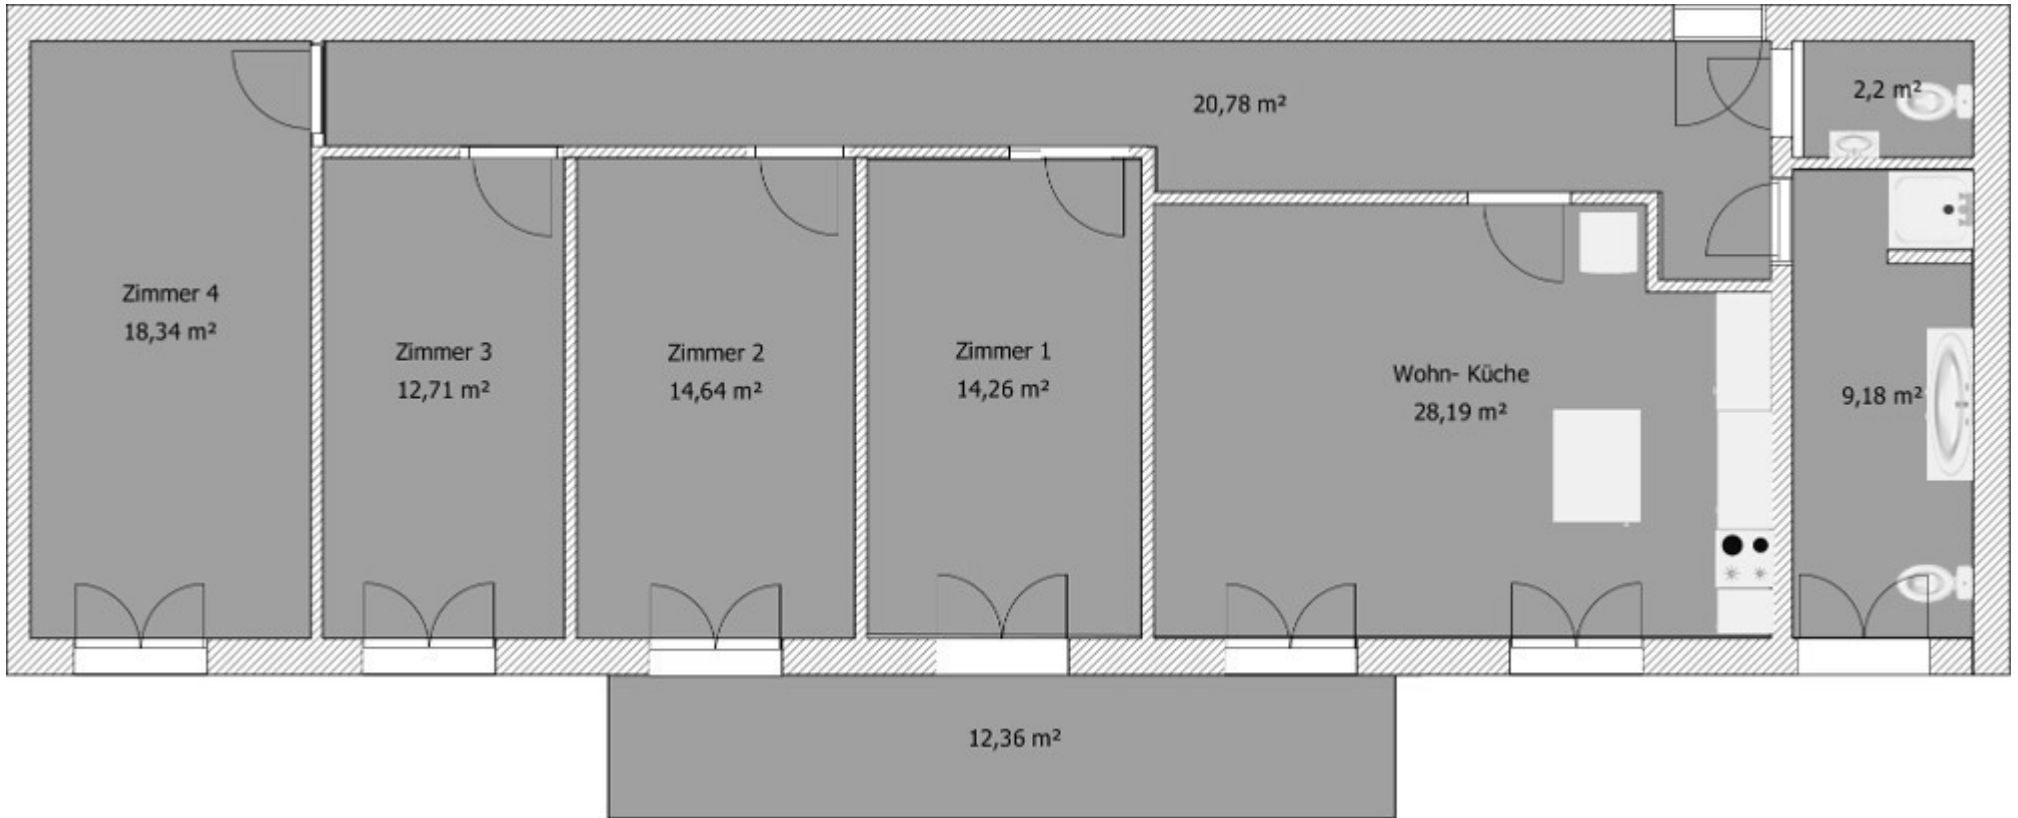 20,78 m²
2,2 m²
Zimmer 4
18,34 m²
Zimmer 3
12,71 m²
Zimmer 2
14,64 m²
Zimmer 1
14,26 m²
Wohn- Küche
28,19 m²
9,18 m²
12,36 m²